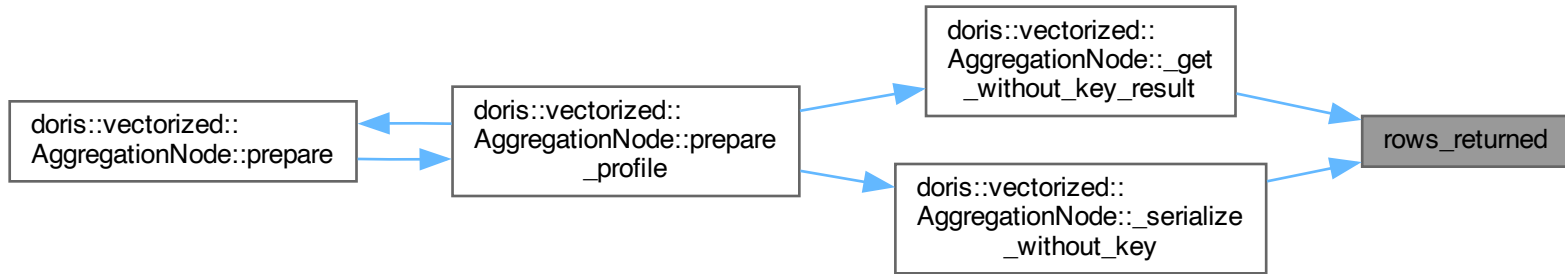 doris::vectorized::
AggregationNode::prepare
doris::vectorized::
AggregationNode::prepare
_profile
doris::vectorized::
AggregationNode::_get
_without_key_result
doris::vectorized::
AggregationNode::_serialize
_without_key
rows_returned